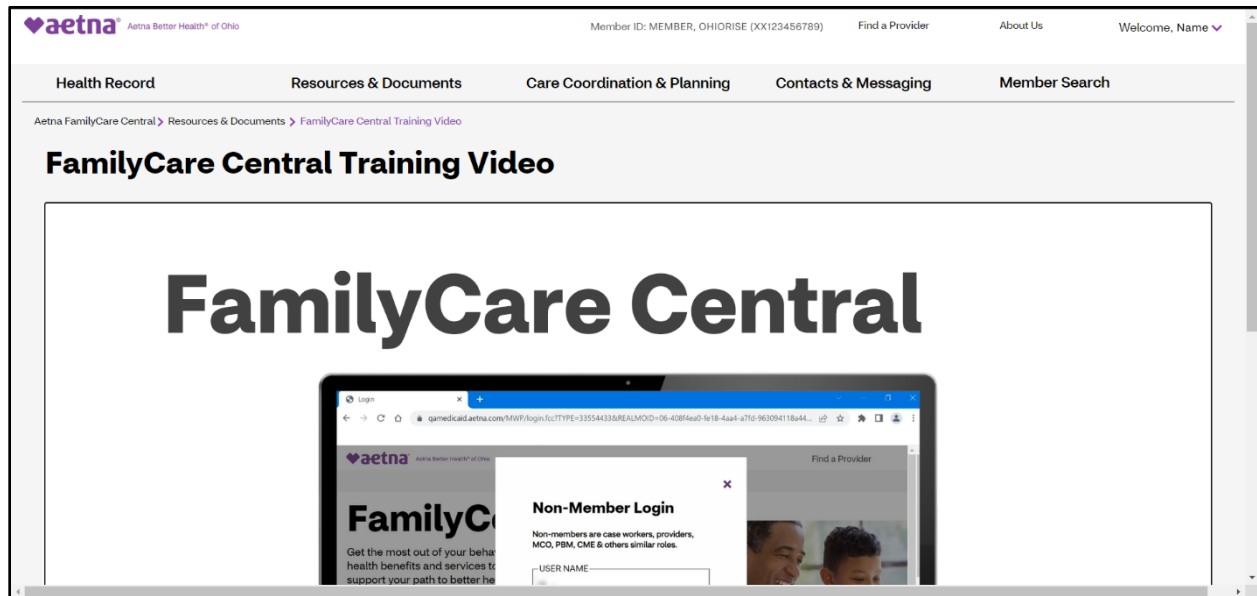 aetna® Aetna Better Health® of Ohio Member ID: MEMBER, OHIORISE (XX123456789) Find a Provider About Us Welcome, Name
Health Record Resources & Documents Care Coordination & Planning Contacts & Messaging Member Search
Aetna FamilyCare Central > Resources & Documents > FamilyCare Central Training Video
FamilyCare Central Training Video
FamilyCare Central
Login
qamedicaid.aetna.com/MWP/login.fcc?TYPE=33554433&REALMOID=06-408f4ea0-fe18-4aa4-a7fd-963094118a44...
aetna Aetna Better Health® of Ohio Find a Provider
Non-Member Login
FamilyC
Non-members are case workers, providers,
MCO, PBM, CME & others similar roles.
Get the most out of your beha
health benefits and services to
support your path to better he
USER NAME